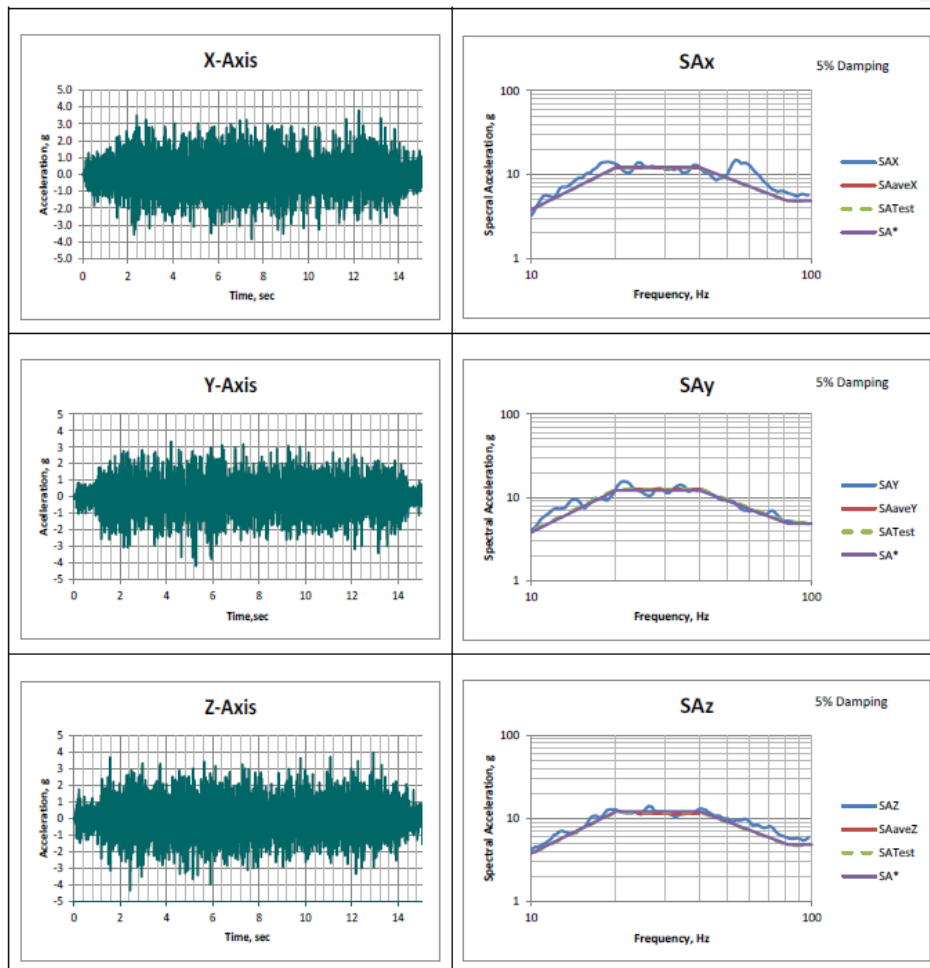 X-Axis
5.0
4.0
3.0
2.0
1.0
0.0
-1.0
-2.0
-3.0
-4.0
5.0
Acceleration, g
0 2 4 6 8 10 12 14
Time, sec
SAx
5% Damping
100
10
1
Spectral Acceleration, g
10 100
Frequency, Hz
SAX
SAaveX
SATest
SA*
Y-Axis
5
4
3
2
1
0
-1
-2
-3
-4
-5
Acelleration, g
0 2 4 6 8 10 12 14
Time,sec
SAy
5% Damping
100
10
1
Spectral Acceleration, g
10 100
Frequency, Hz
SAY
SAaveY
SATest
SA*
Z-Axis
5
4
3
2
1
0
-1
-2
-3
-4
-5
Acceleration, g
0 2 4 6 8 10 12 14
Time, sec
SAz
5% Damping
100
10
1
Spectral Acceleration, g
10 100
Frequency, Hz
SAZ
SAaveZ
SATest
SA*